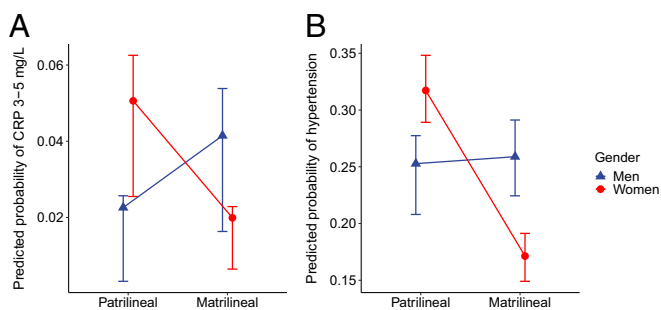 A
Predicted probability of CRP 3−5 mg/L
0.06
0.04
0.02
Patrilineal
Matrilineal
B
Predicted probability of hypertension
0.35
0.30
0.25
0.20
0.15
Patrilineal
Matrilineal
Gender
Men
Women